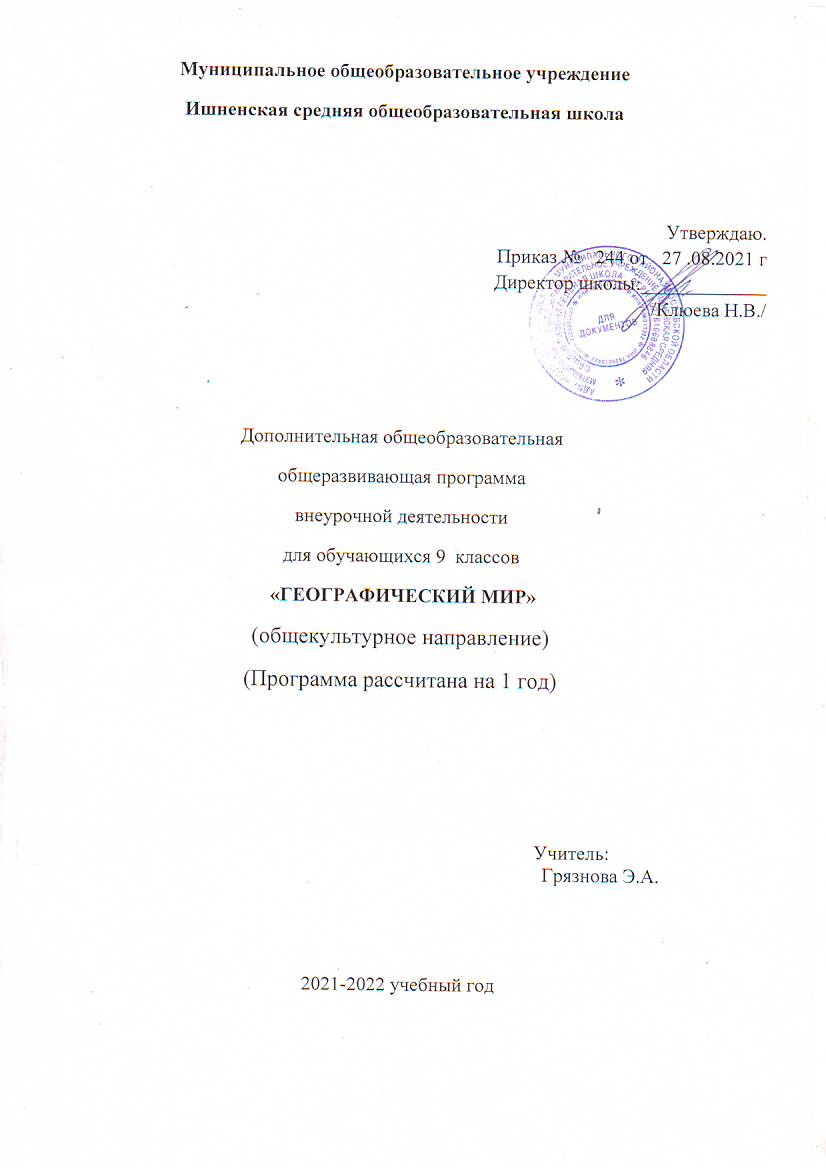 Муниципальное общеобразовательное учреждение
Ишненская средняя общеобразовательная школа
Утверждаю.
Приказ № 244 от 27 .08.2021 г
Директор школы:
/Клюева Н.В./
ДЛЯ
ДОКУМЕНТОВ
Дополнительная общеобразовательная
общеразвивающая программа
внеурочной деятельности
для обучающихся 9 классов
«ГЕОГРАФИЧЕСКИЙ МИР»
(общекультурное направление)
(Программа рассчитана на 1 год)
Учитель:
Грязнова Э.А.
2021-2022 учебный год